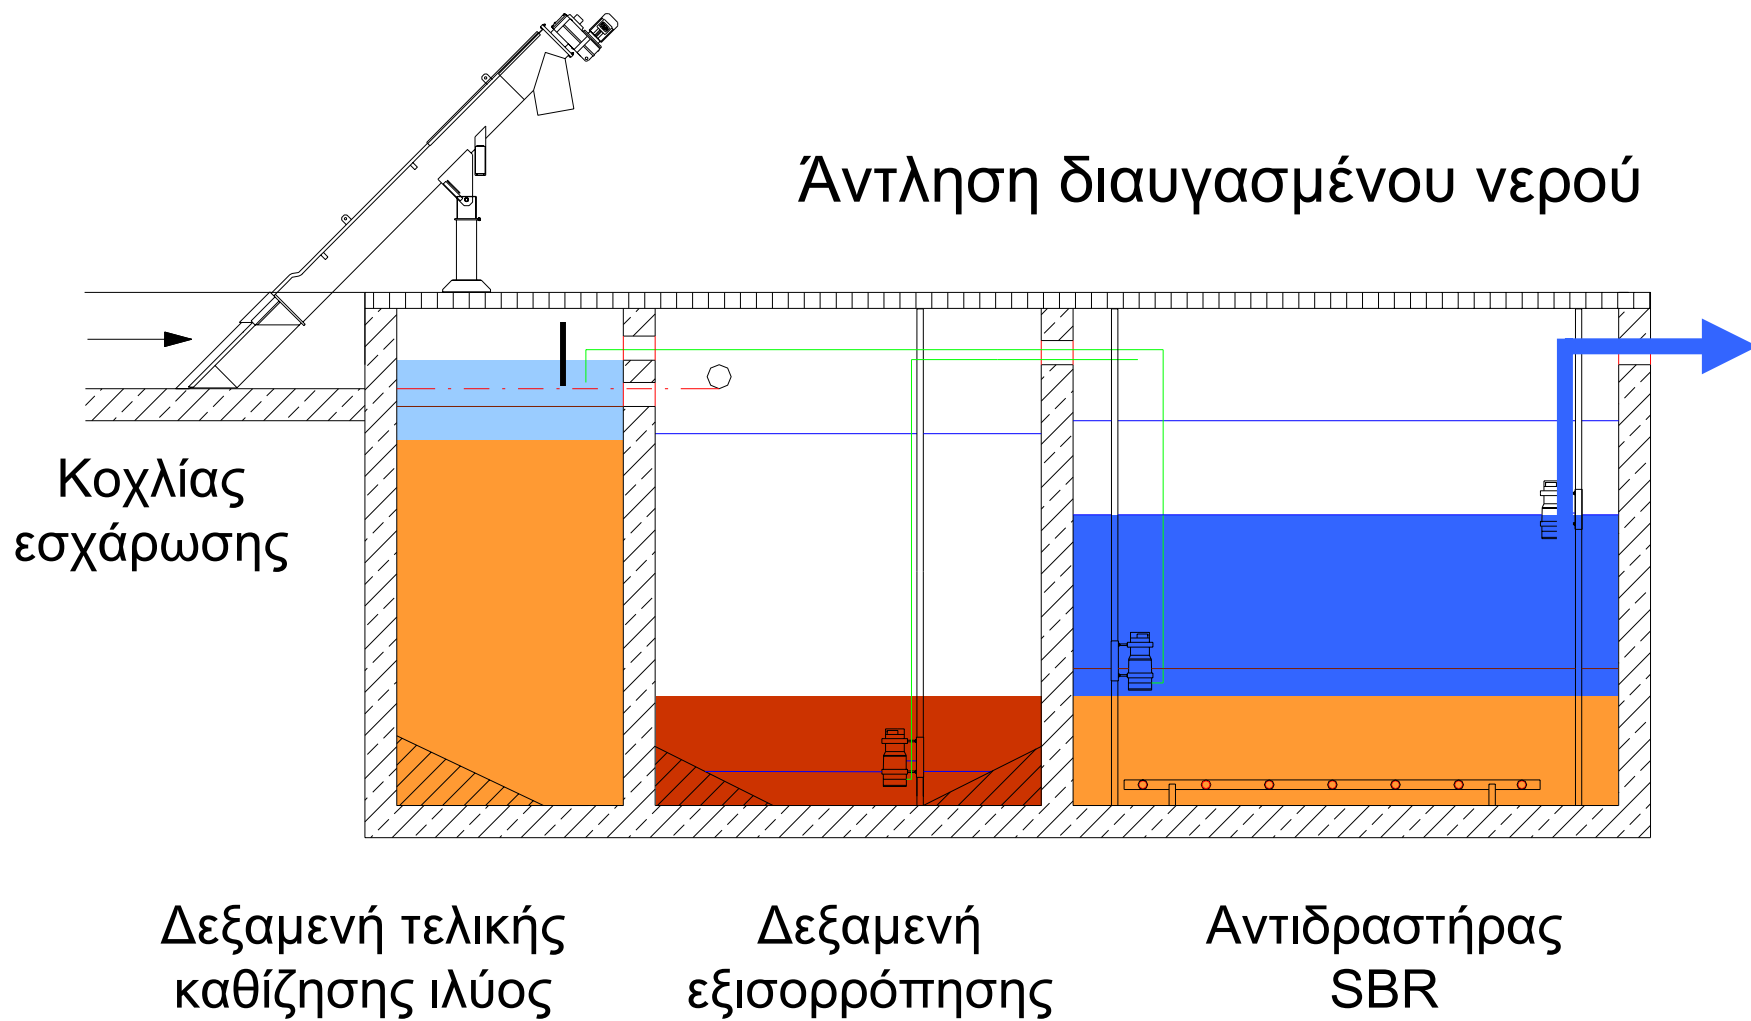 Άντληση διαυγασμένου νερού
Κοχλίας
εσχάρωσης
Δεξαμενή τελικής
καθίζησης ιλύος
Δεξαμενή
εξισορρόπησης
Αντιδραστήρας
SBR